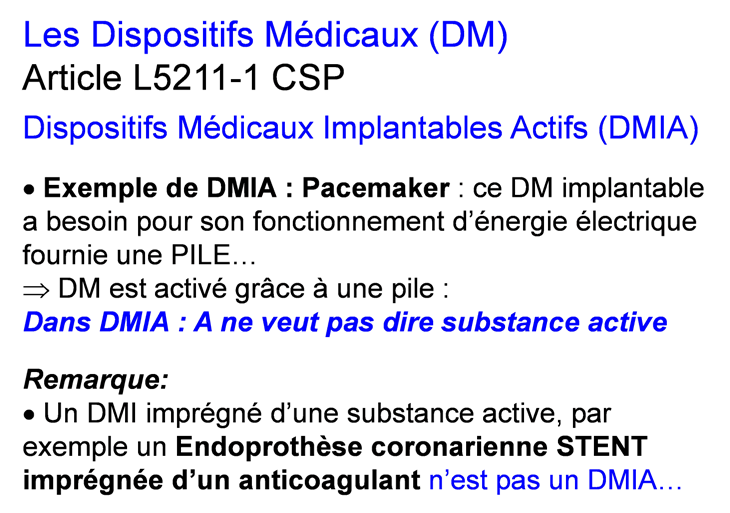 Les Dispositifs Médicaux (DM)
Article L5211-1 CSP
Dispositifs Médicaux Implantables Actifs (DMIA)
• Exemple de DMIA : Pacemaker : ce DM implantable
a besoin pour son fonctionnement d’énergie électrique
fournie une PILE…
⇒ DM est activé grâce à une pile :
Dans DMIA : A ne veut pas dire substance active
Remarque:
• Un DMI imprégné d’une substance active, par
exemple un Endoprothèse coronarienne STENT
imprégnée d’un anticoagulant n’est pas un DMIA…